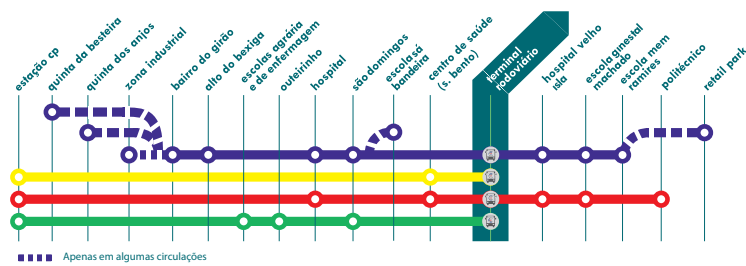 estação cp
quinta da besteira
quinta dos anjos
zona industrial
bairro do girão
alto do bexiga
escolas agrária
e de enfermagem
outeirinho
hospital
são domingos
escola sá
bandeira
centro de saúde
(s. bento)
terminal
rodoviário
hospital velho
isla
escola ginestal
machado
escola mem
ramires
politécnico
retail park
Apenas em algumas circulações